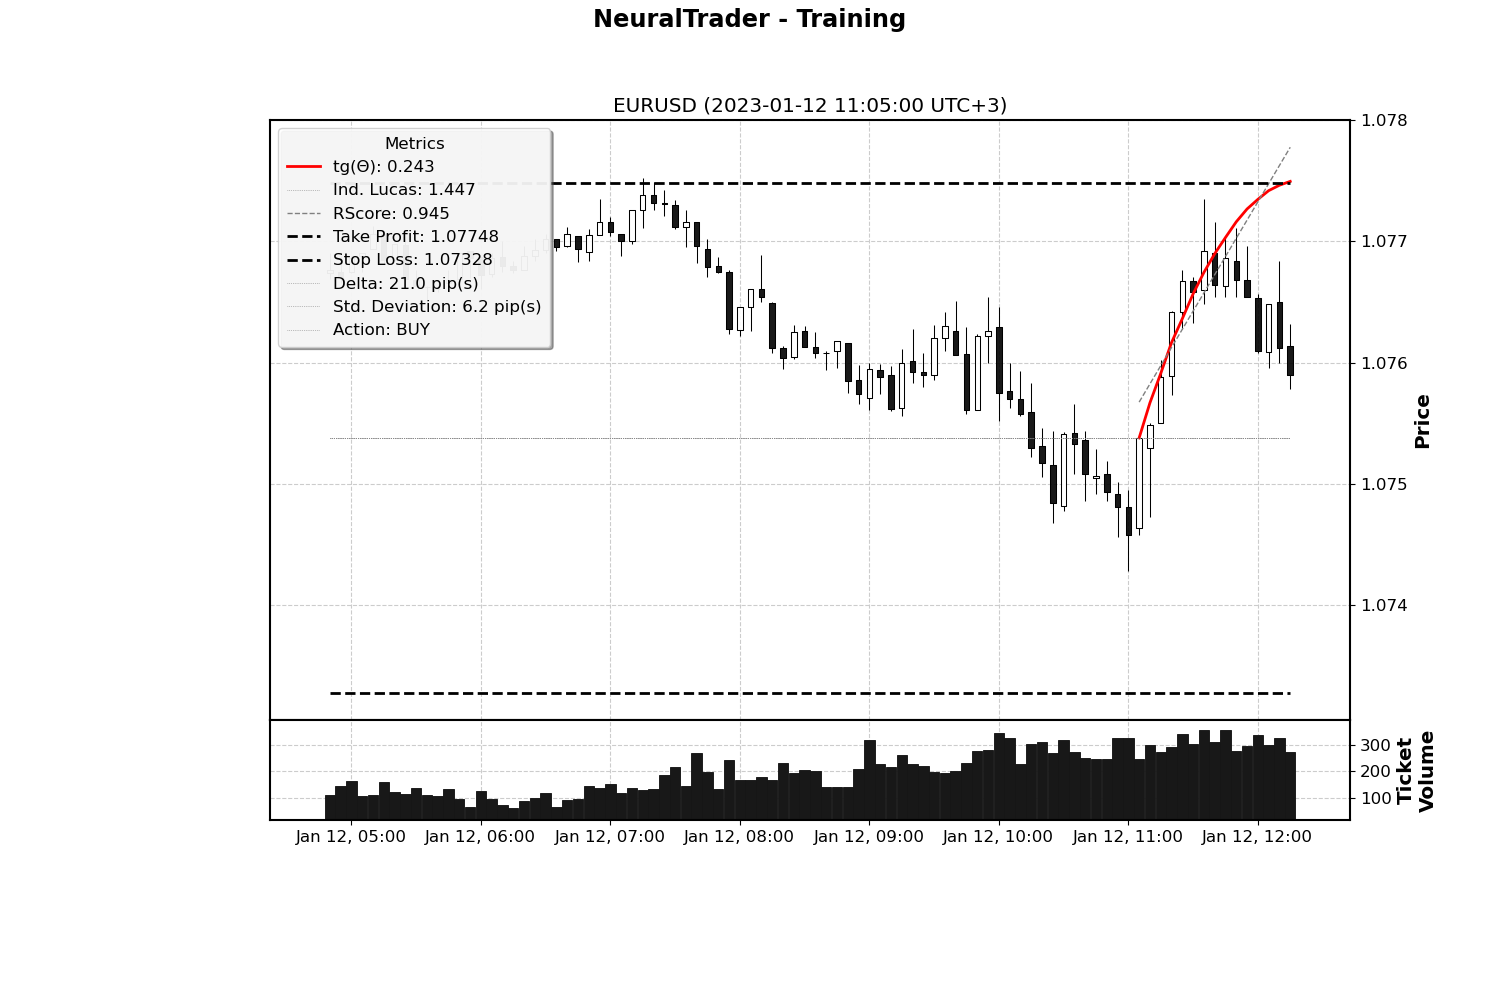 NeuralTrader - Training
EURUSD (2023-01-12 11:05:00 UTC+3)
Metrics
tg(Θ): 0.243
Ind. Lucas: 1.447
RScore: 0.945
Take Profit: 1.07748
Stop Loss: 1.07328
Delta: 21.0 pip(s)
Std. Deviation: 6.2 pip(s)
Action: BUY
1.078
1.077
1.076
1.075
1.074
Price
300
200
100
Ticket
Volume
Jan 12, 05:00
Jan 12, 06:00
Jan 12, 07:00
Jan 12, 08:00
Jan 12, 09:00
Jan 12, 10:00
Jan 12, 11:00
Jan 12, 12:00